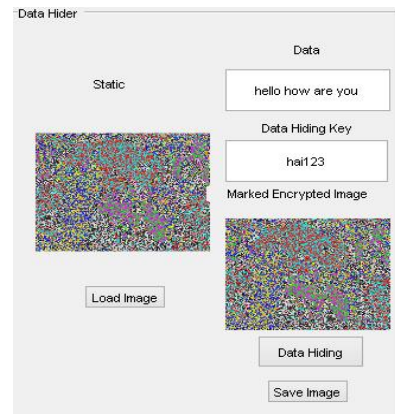 Data Hider
Data
Static
hello how are you
Data Hiding Key
hai123
Marked Encrypted Image
Load Image
Data Hiding
Save Image